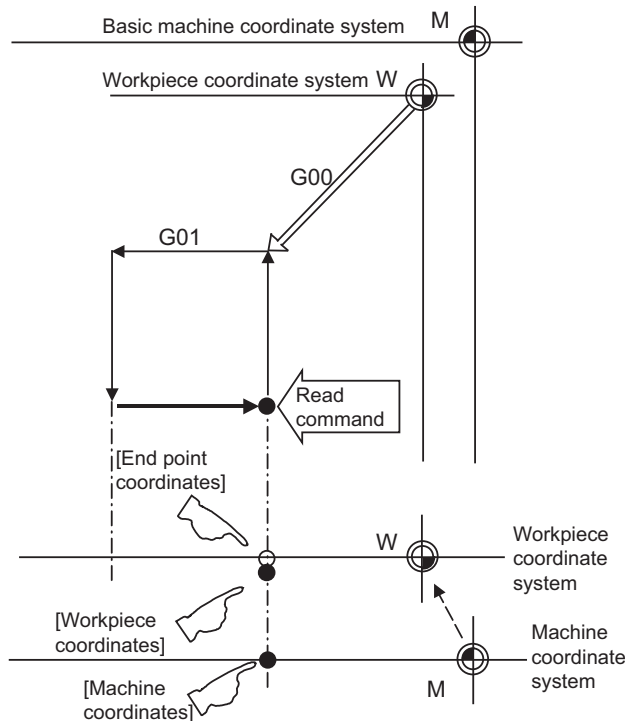 Basic machine coordinate system
M
Workpiece coordinate system
W
G00
G01
Read
command
[End point
coordinates]
W
Workpiece
coordinate
system
[Workpiece
coordinates]
Machine
coordinate
system
[Machine
coordinates]
M